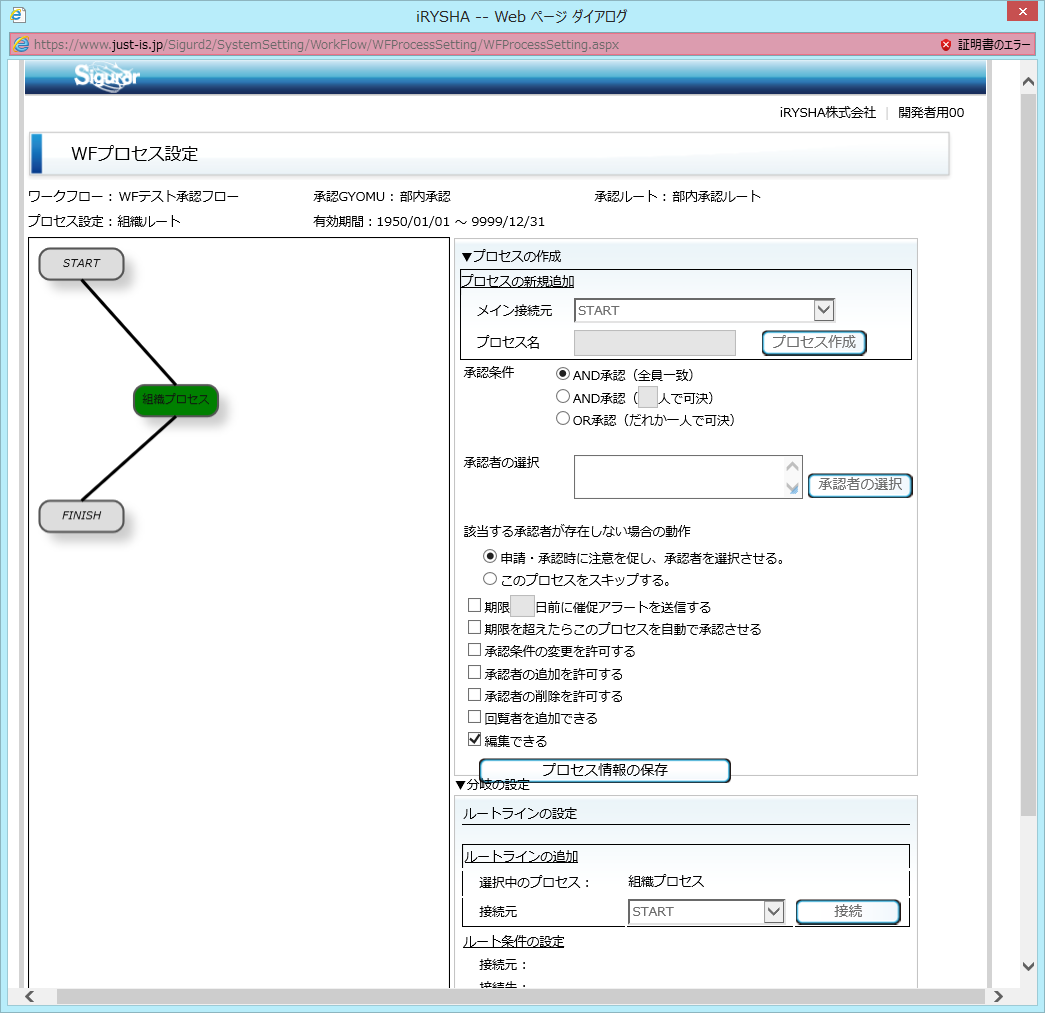 iRYSHA -- Web ページ ダイアログ
https://www.just-is.jp/Sigurd2/SystemSetting/WorkFlow/WFProcessSetting/WFProcessSetting.aspx 証明書のエラー
iRYSHA株式会社 | 開発者用00
WFプロセス設定
ワークフロー： WFテスト承認フロー 承認GYOMU： 部内承認 承認ルート： 部内承認ルート
プロセス設定：組織ルート 有効期間：1950/01/01 ～ 9999/12/31
START
組織プロセス
FINISH
▼プロセスの作成
プロセスの新規追加
メイン接続元 START
プロセス名 プロセス作成
承認条件 AND承認（全員一致）
AND承認（ 人で可決）
OR承認（だれか一人で可決）
承認者の選択 承認者の選択
該当する承認者が存在しない場合の動作
申請・承認時に注意を促し、承認者を選択させる。
このプロセスをスキップする。
期限 日前に催促アラートを送信する
期限を超えたらこのプロセスを自動で承認させる
承認条件の変更を許可する
承認者の追加を許可する
承認者の削除を許可する
回覧者を追加できる
編集できる
プロセス情報の保存
▼分岐の設定
ルートラインの設定
ルートラインの追加
選択中のプロセス： 組織プロセス
接続元 START 接続
ルート条件の設定
接続元：
接続先：